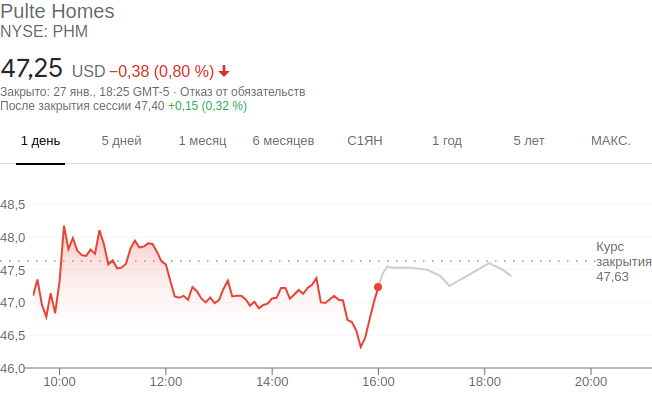 Pulte Homes
NYSE: PHM
47,25 USD −0,38 (0,80 %)
Закрыто: 27 янв., 18:25 GMT-5 · Отказ от обязательств
После закрытия сессии 47,40 +0,15 (0,32 %)
1 день 5 дней 1 месяц 6 месяцев С1ЯН 1 год 5 лет МАКС.
48,5
48,0
Курс
закрытия
47,63
47,5
47,0
46,5
46,0
10:00 12:00 14:00 16:00 18:00 20:00